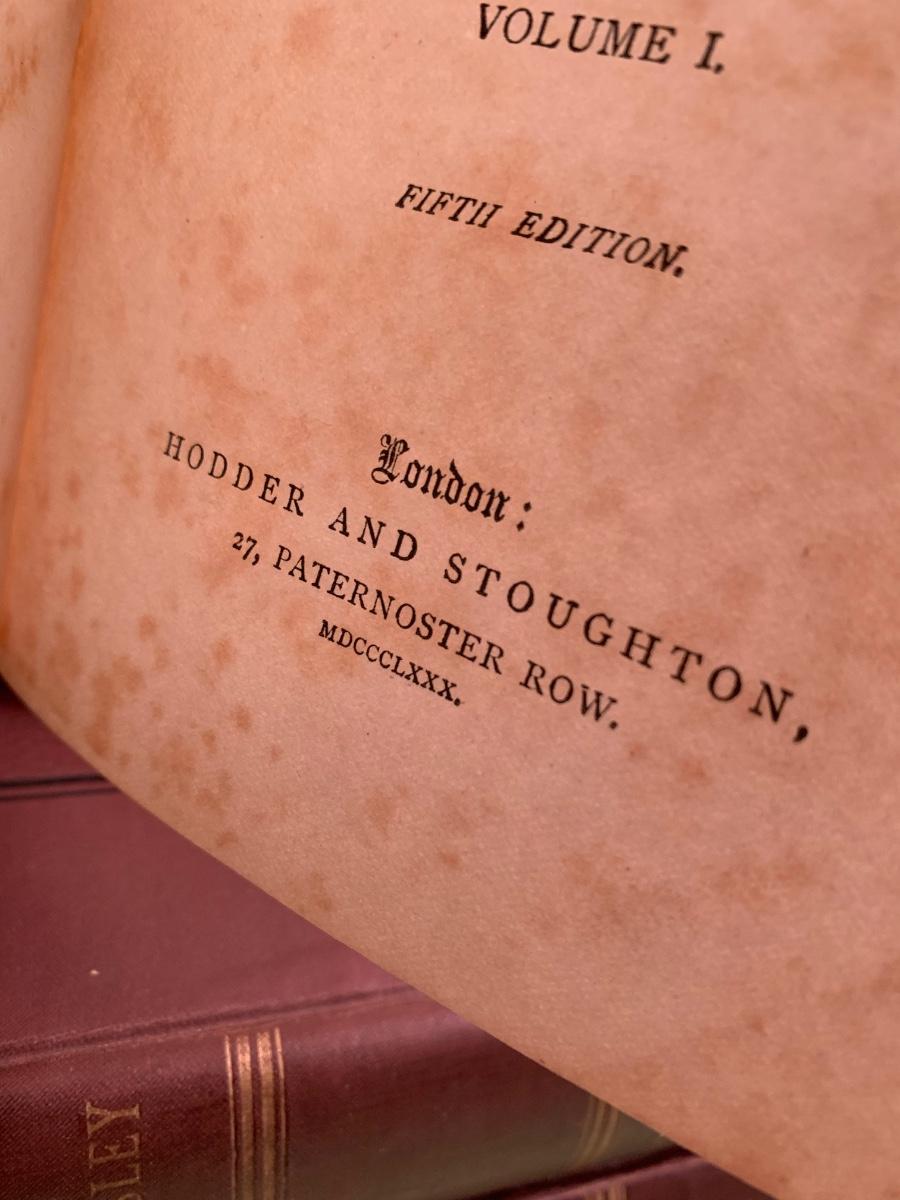 VOLUME I.
FIFTH EDITION.
London:
HODDER AND STOUGHTON,
27, PATERNOSTER ROW.
MDCCCLXXX.